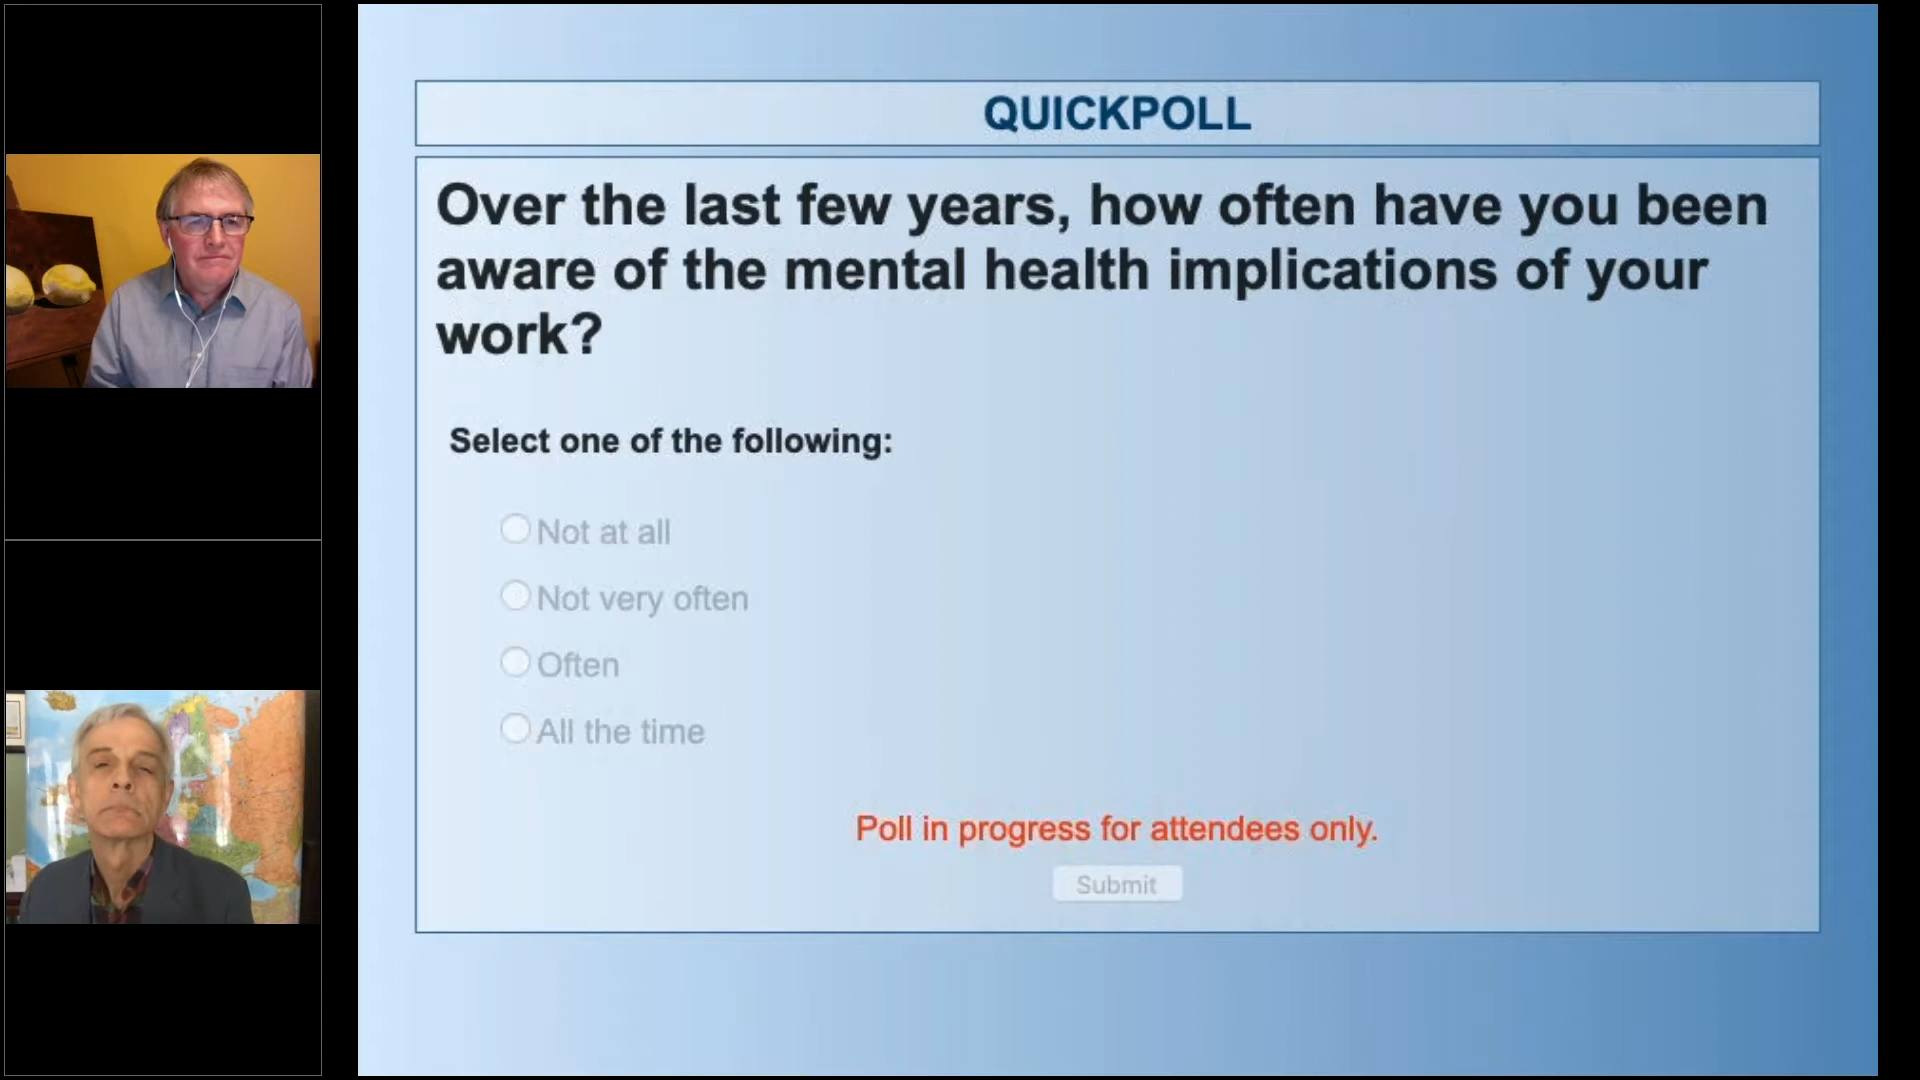 QUICKPOLL
Over the last few years, how often have you been
aware of the mental health implications of your
work?
Select one of the following:
Not at all
Not very often
Often
All the time
Poll in progress for attendees only.
Submit